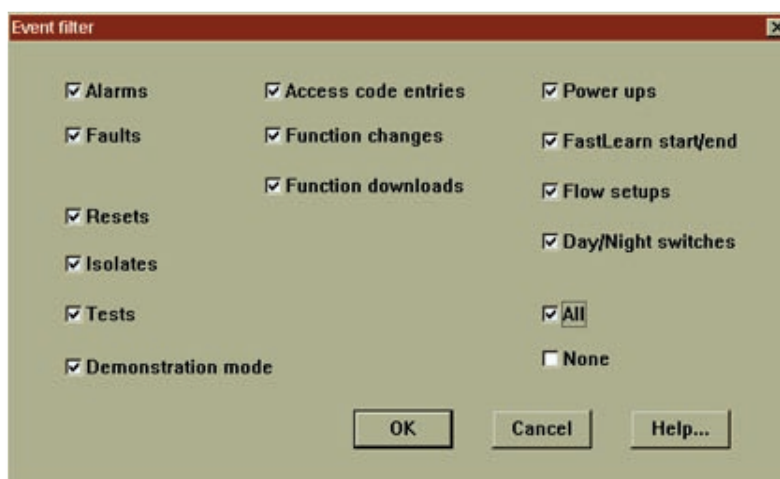 Event filter
Alarms
Access code entries
Power ups
Faults
Function changes
FastLearn start/end
Function downloads
Flow setups
Resets
Day/Night switches
Isolates
Tests
All
Demonstration mode
None
OK
Cancel
Help...